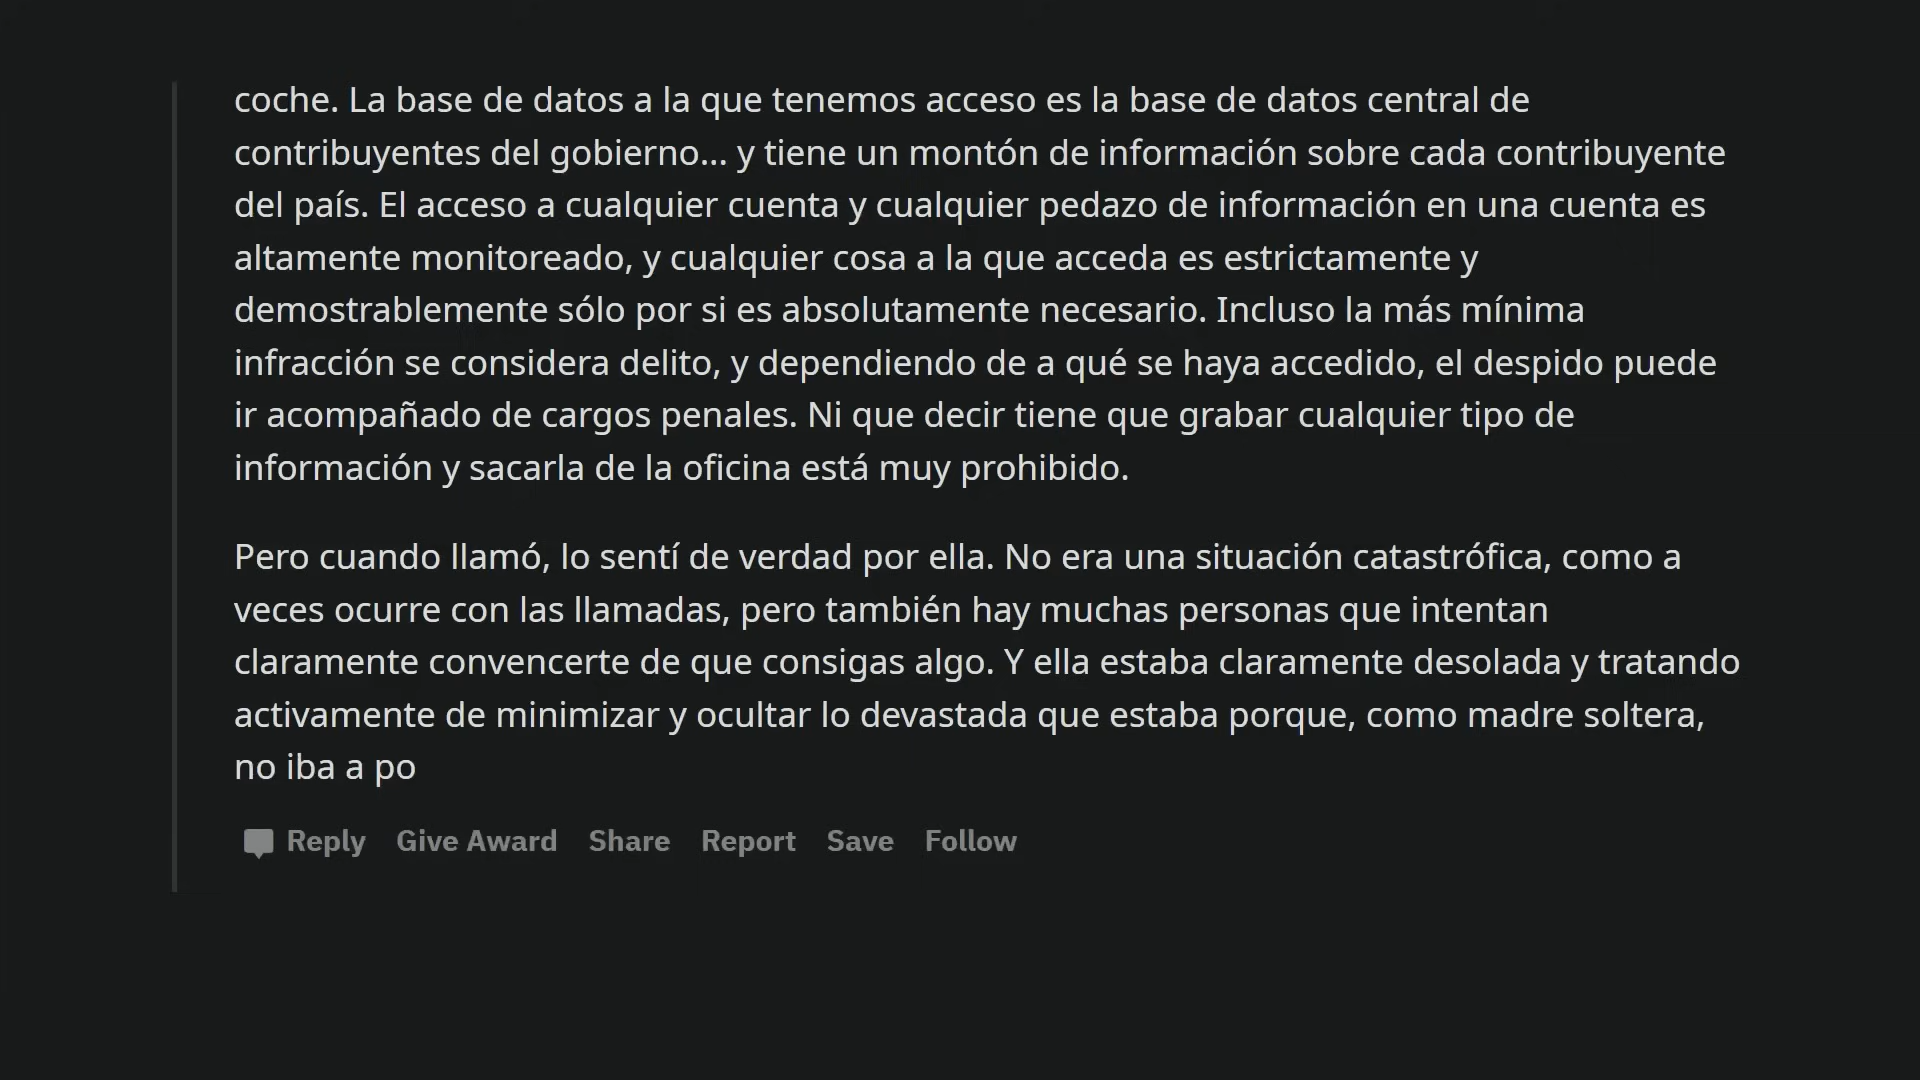 coche. La base de datos a la que tenemos acceso es la base de datos central de
contribuyentes del gobierno... y tiene un montón de información sobre cada contribuyente
del país. El acceso a cualquier cuenta y cualquier pedazo de información en una cuenta es
altamente monitoreado, y cualquier cosa a la que acceda es estrictamente y
demostrablemente sólo por si es absolutamente necesario. Incluso la más mínima
infracción se considera delito, y dependiendo de a qué se haya accedido, el despido puede
ir acompañado de cargos penales. Ni que decir tiene que grabar cualquier tipo de
información y sacarla de la oficina está muy prohibido.
Pero cuando llamó, lo sentí de verdad por ella. No era una situación catastrófica, como a
veces ocurre con las llamadas, pero también hay muchas personas que intentan
claramente convencerte de que consigas algo. Y ella estaba claramente desolada y tratando
activamente de minimizar y ocultar lo devastada que estaba porque, como madre soltera,
no iba a po
Reply Give Award Share Report Save Follow